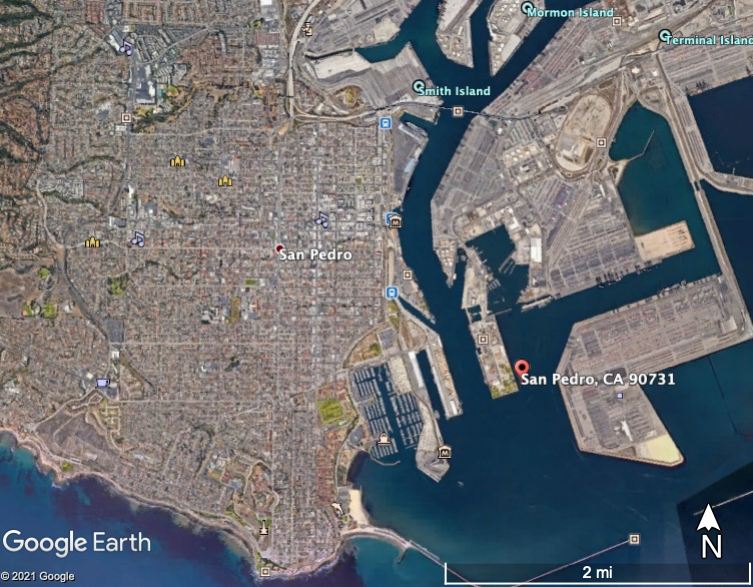 Mormon Island
Terminal Island
Smith Island
San Pedro
San Pedro, CA 90731
Google Earth
N
2 mi
© 2021 Google